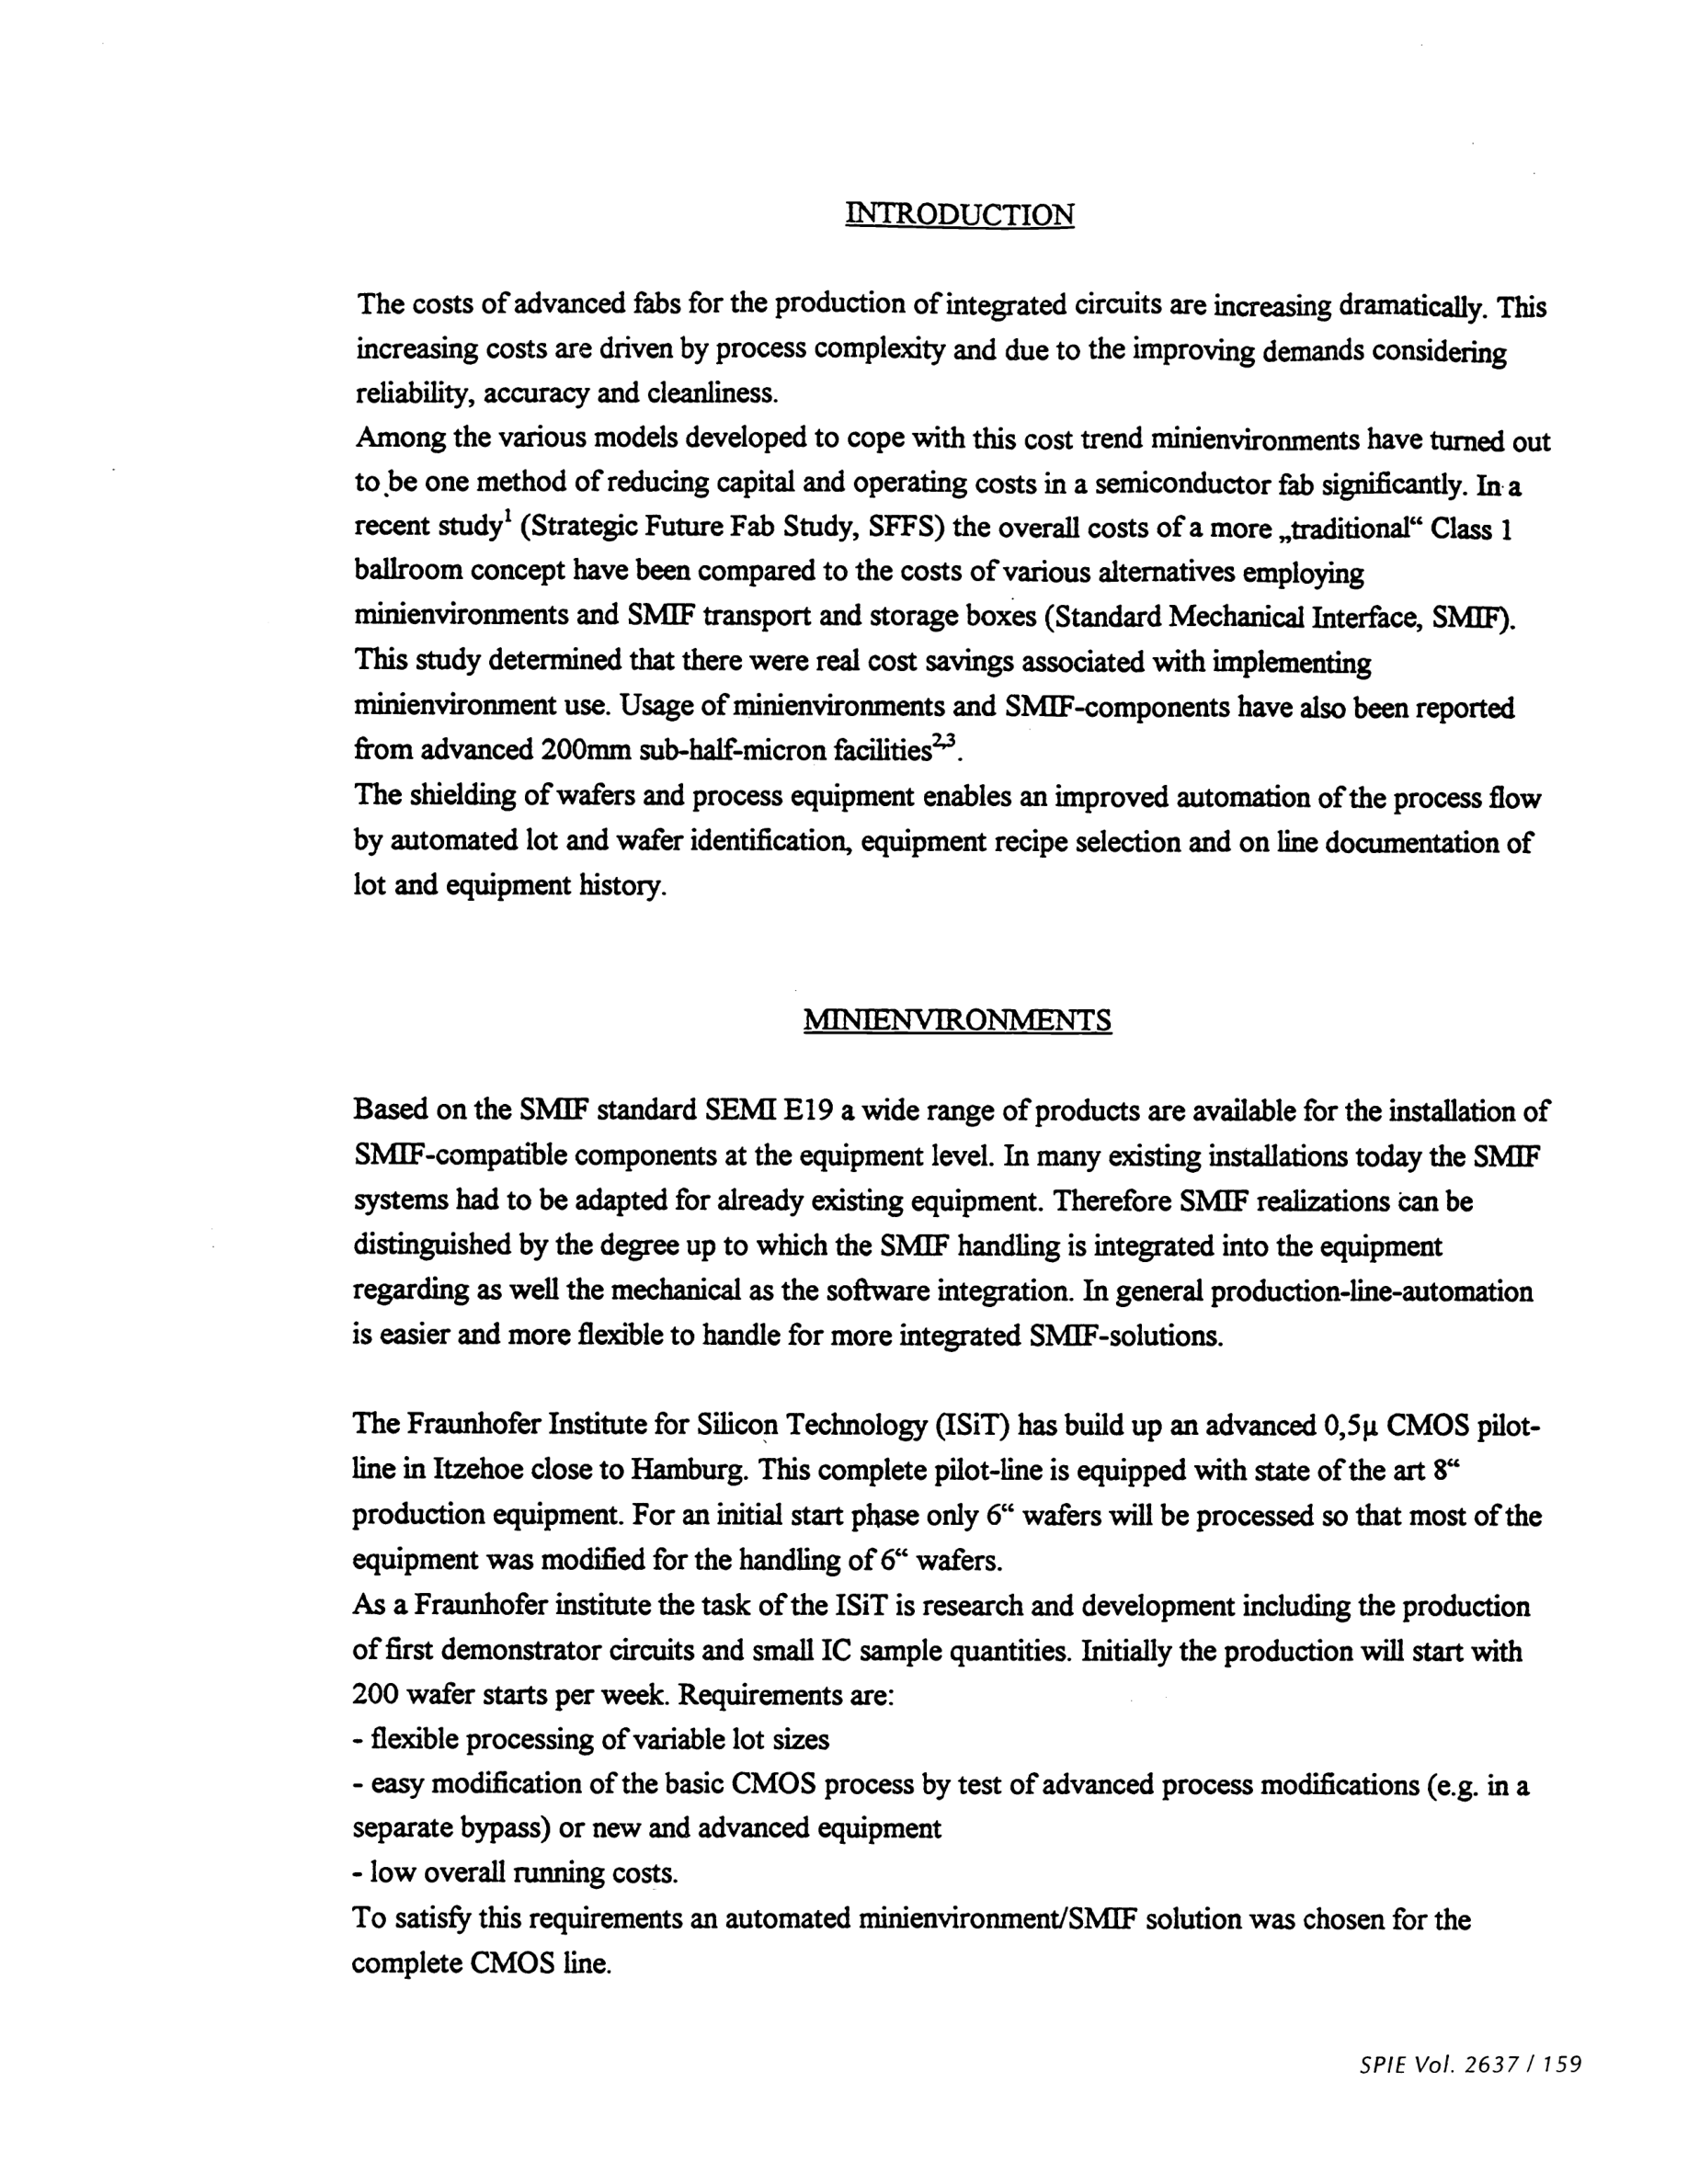 INTRODUCTION
The costs of advanced fabs for the production of integrated circuits are increasing dramatically. This
increasing costs are driven by process complexity and due to the improving demands considering
reliability, accuracy and cleanliness.
Among the various models developed to cope with this cost trend minienvironments have turned out
to be one method of reducing capital and operating costs in a semiconductor fab significantly. In a
recent study¹ (Strategic Future Fab Study, SFFS) the overall costs of a more „traditional“ Class 1
ballroom concept have been compared to the costs of various alternatives employing
minienvironments and SMIF transport and storage boxes (Standard Mechanical Interface, SMIF).
This study determined that there were real cost savings associated with implementing
minienvironment use. Usage of minienvironments and SMIF-components have also been reported
from advanced 200mm sub-half-micron facilities²,³.
The shielding of wafers and process equipment enables an improved automation of the process flow
by automated lot and wafer identification, equipment recipe selection and on line documentation of
lot and equipment history.
MINIENVIRONMENTS
Based on the SMIF standard SEMI E19 a wide range of products are available for the installation of
SMIF-compatible components at the equipment level. In many existing installations today the SMIF
systems had to be adapted for already existing equipment. Therefore SMIF realizations can be
distinguished by the degree up to which the SMIF handling is integrated into the equipment
regarding as well the mechanical as the software integration. In general production-line-automation
is easier and more flexible to handle for more integrated SMIF-solutions.
The Fraunhofer Institute for Silicon Technology (ISiT) has build up an advanced 0,5µ CMOS pilot-
line in Itzehoe close to Hamburg. This complete pilot-line is equipped with state of the art 8“
production equipment. For an initial start phase only 6“ wafers will be processed so that most of the
equipment was modified for the handling of 6“ wafers.
As a Fraunhofer institute the task of the ISiT is research and development including the production
of first demonstrator circuits and small IC sample quantities. Initially the production will start with
200 wafer starts per week. Requirements are:
- flexible processing of variable lot sizes
- easy modification of the basic CMOS process by test of advanced process modifications (e.g. in a
separate bypass) or new and advanced equipment
- low overall running costs.
To satisfy this requirements an automated minienvironment/SMIF solution was chosen for the
complete CMOS line.
SPIE Vol. 2637 / 159